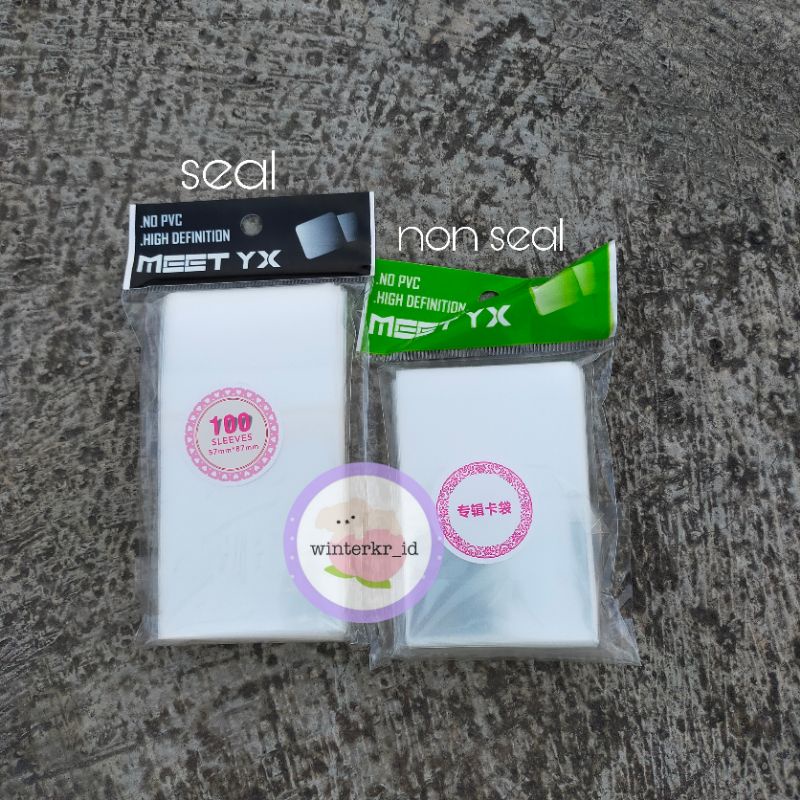 seal
.NO PVC
.HIGH DEFINITION
MEET YX
100
SLEEVES
57mm*87mm
non seal
.NO PVC
.HIGH DEFINITION
MEET YX
专辑卡袋
winterkr_id